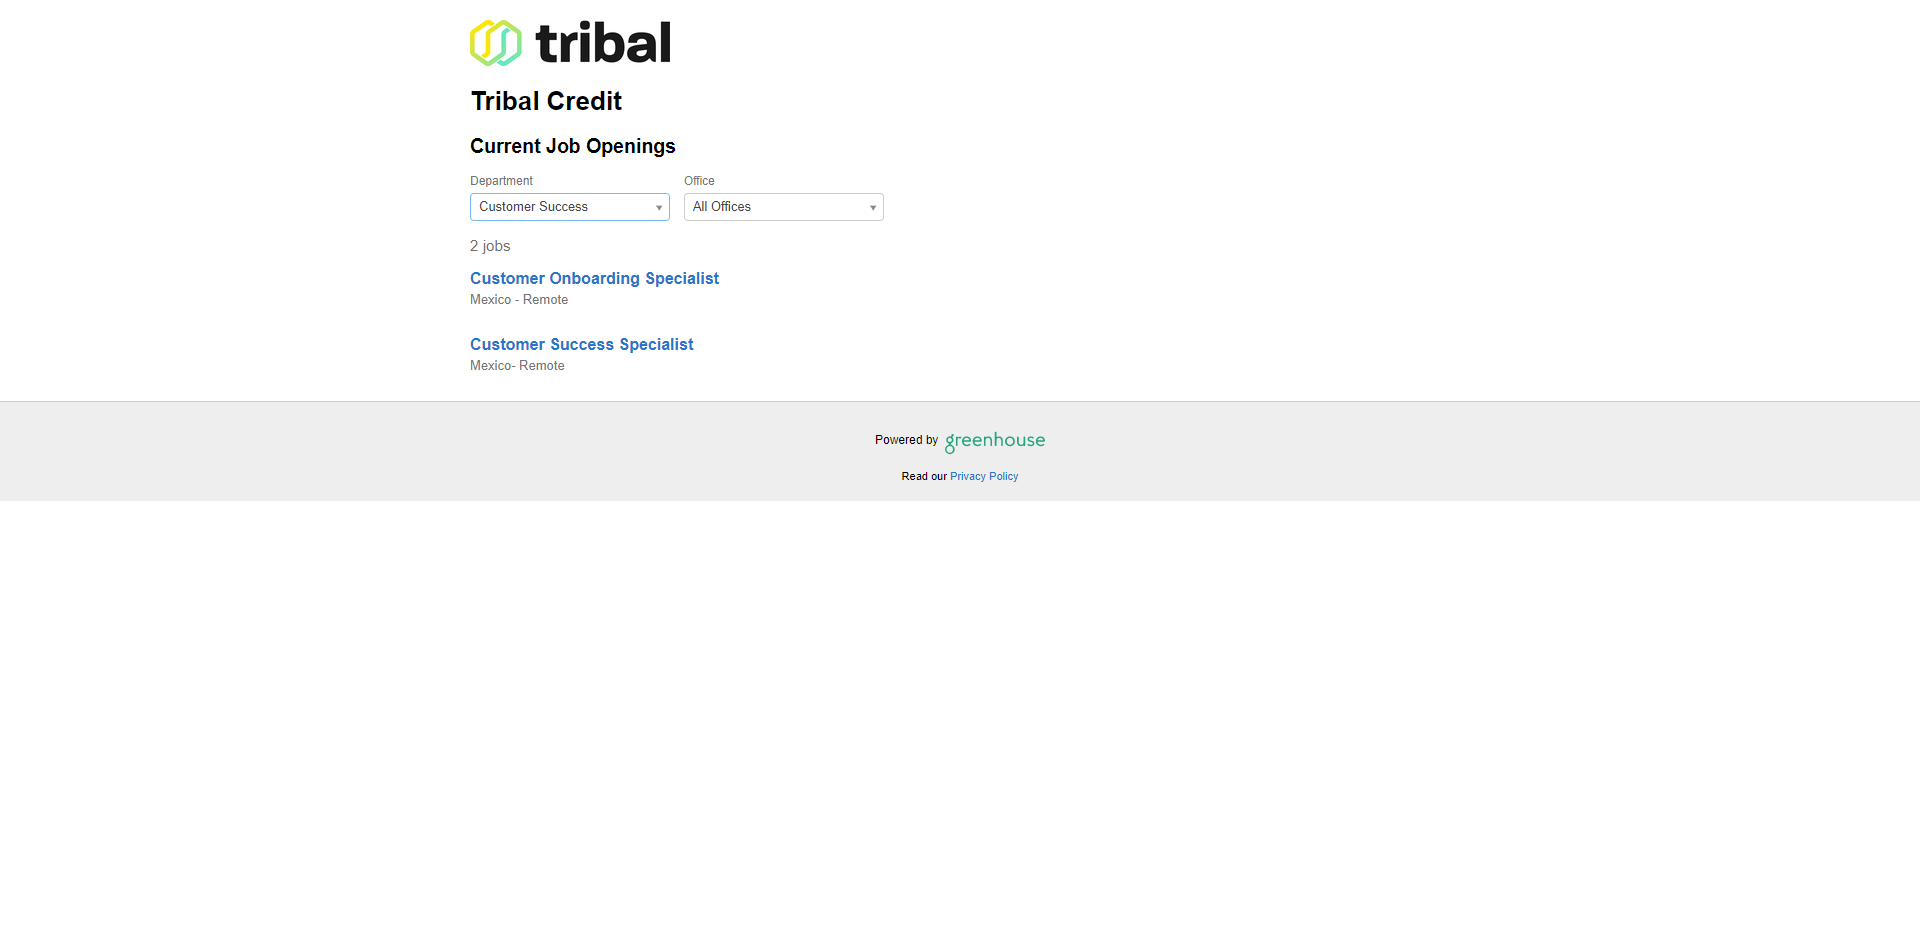 tribal
Tribal Credit
Current Job Openings
Department Office
Customer Success All Offices
2 jobs
Customer Onboarding Specialist
Mexico - Remote
Customer Success Specialist
Mexico- Remote
Powered by greenhouse
Read our Privacy Policy